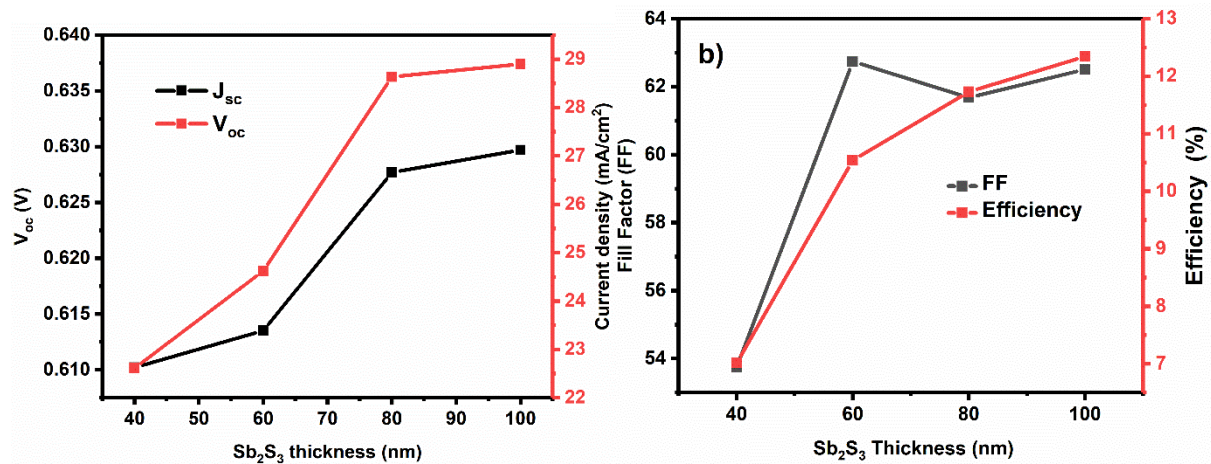 0.640
0.635
0.630
0.625
0.620
0.615
0.610
V_oc (V)
J_sc
V_oc
29
28
27
26
25
24
23
22
Current density (mA/cm²)
40 50 60 70 80 90 100
Sb₂S₃ thickness (nm)
b)
64
62
60
58
56
54
Fill Factor (FF)
FF
Efficiency
13
12
11
10
9
8
7
Efficiency (%)
40 60 80 100
Sb₂S₃ Thickness (nm)